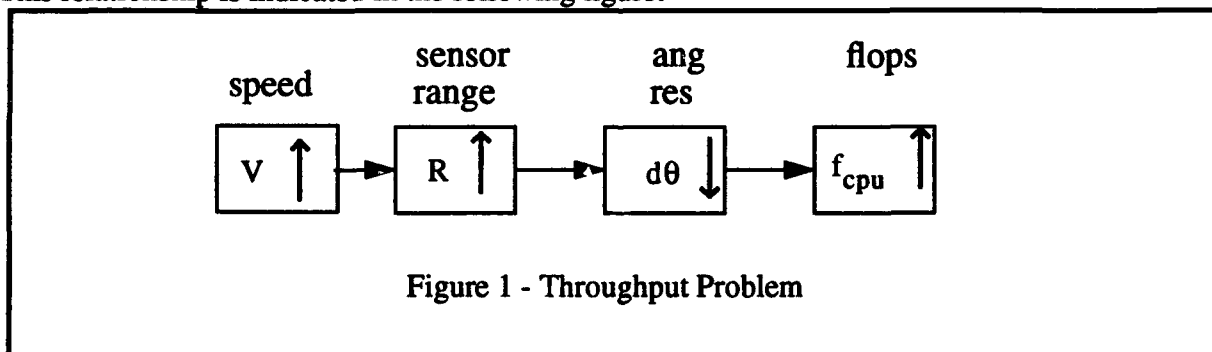 This relationship is indicated in the following figure:
speed
sensor
range
ang
res
flops
V
R
dθ
f_cpu
Figure 1 - Throughput Problem